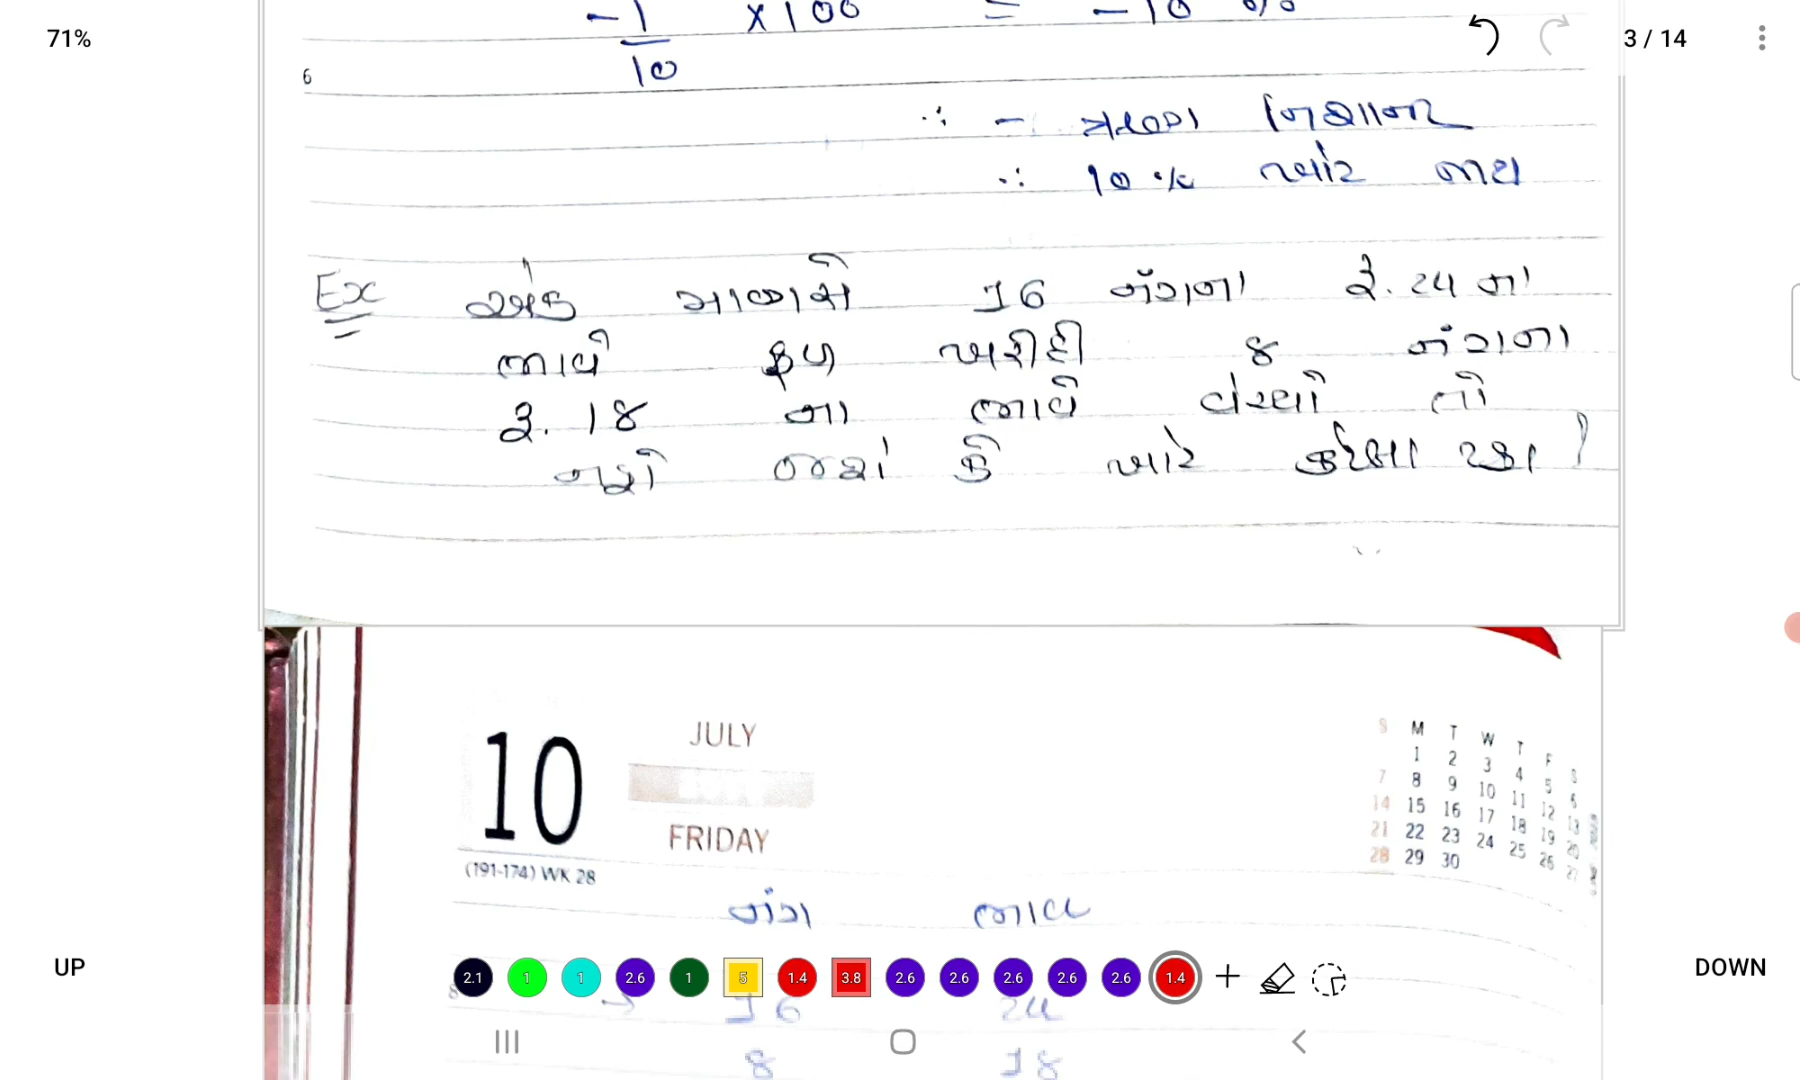 71%
3 / 14
-1/10 × 100 = -10 %
6
∴ - ઋણ નિશાન
∴ 10 % ખોટ જાય
Ex એક માણસે 16 નંગના રૂ. 24 ના
ભાવે ફળ ખરીદી 8 નંગના
રૂ. 18 ના ભાવે વેચ્યાં તો
નફો થશે કે ખોટ કેટલા ટકા ?
10
JULY
FRIDAY
(191-174) WK 28
S M T W T F S
1 2 3 4 5 6
7 8 9 10 11 12 13
14 15 16 17 18 19 20
21 22 23 24 25 26 27
28 29 30
નંગ ભાવ
UP
2.1 1 1 2.6 1 5 1.4 3.8 2.6 2.6 2.6 2.6 2.6 1.4 +
DOWN
8 → 16 24
8 18